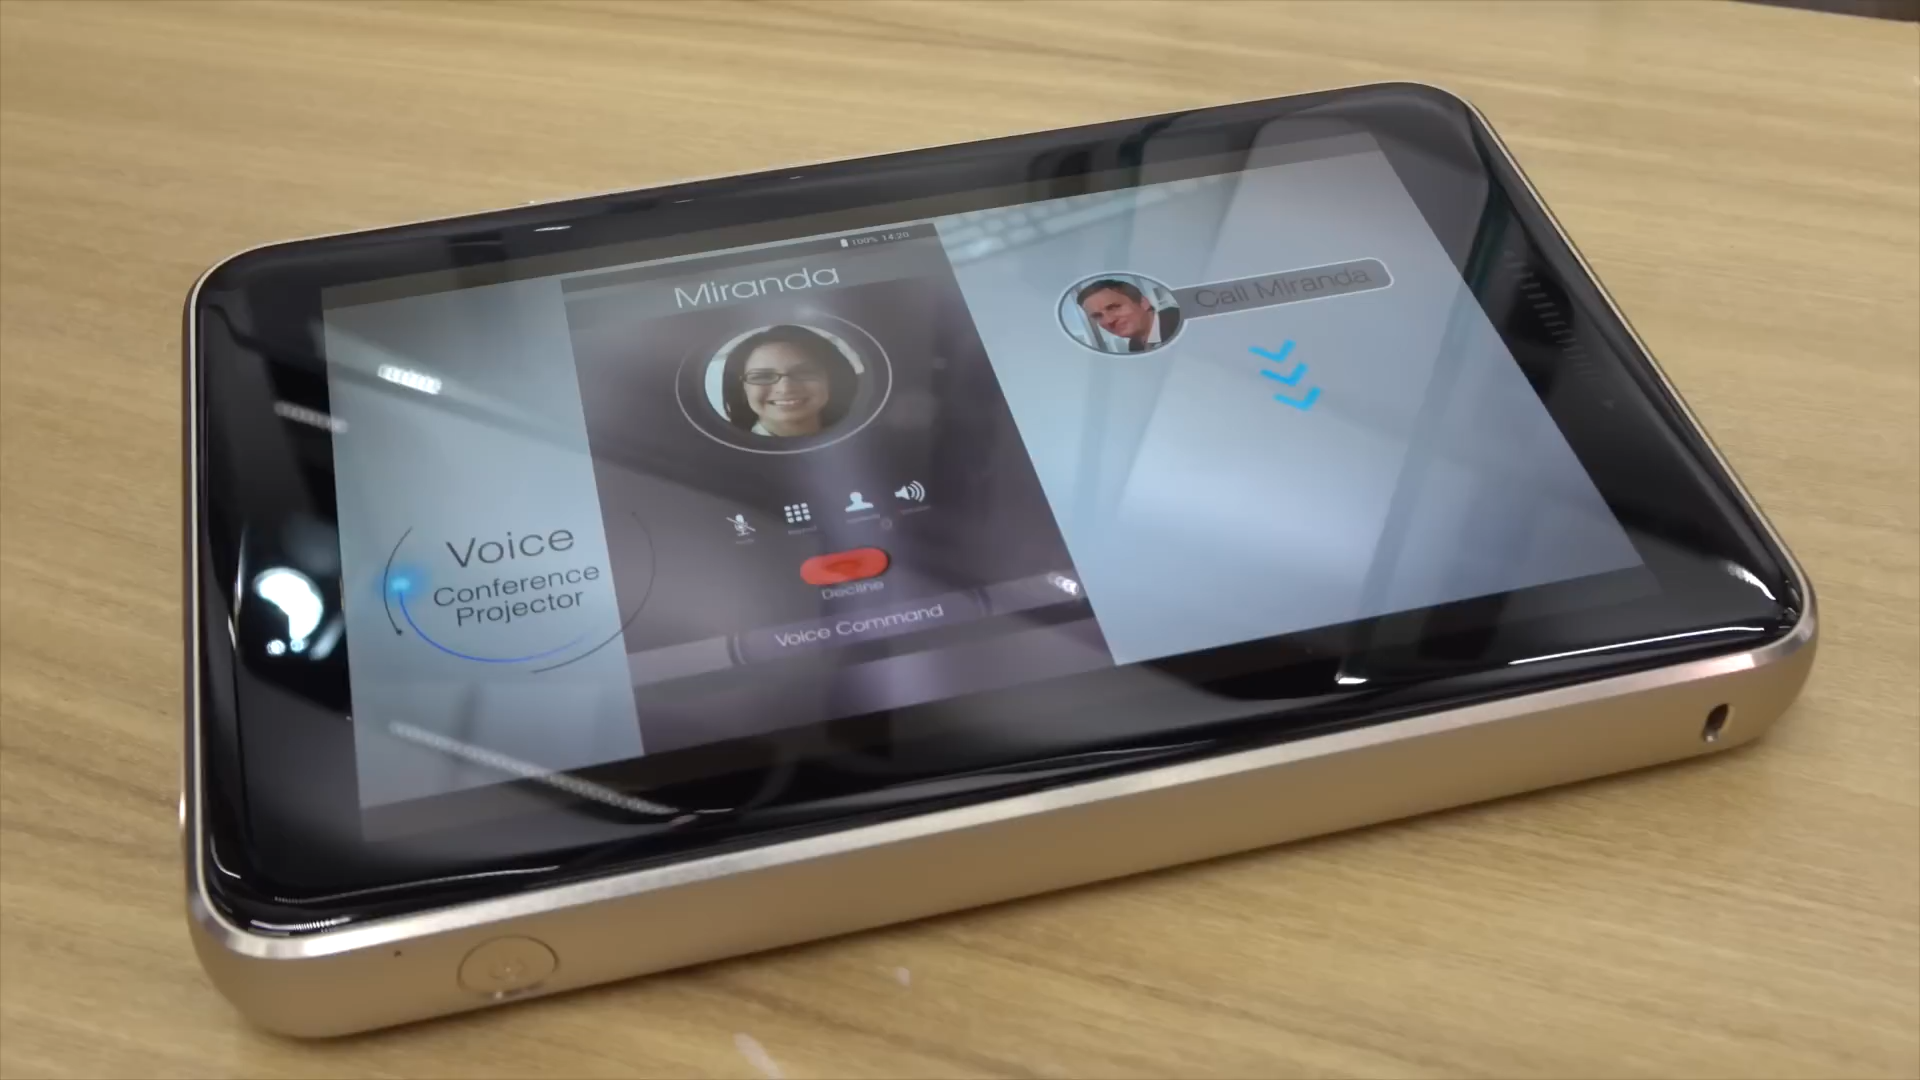 100% 14:20
Miranda
Call Miranda
Voice
Conference
Projector
Decline
Voice Command